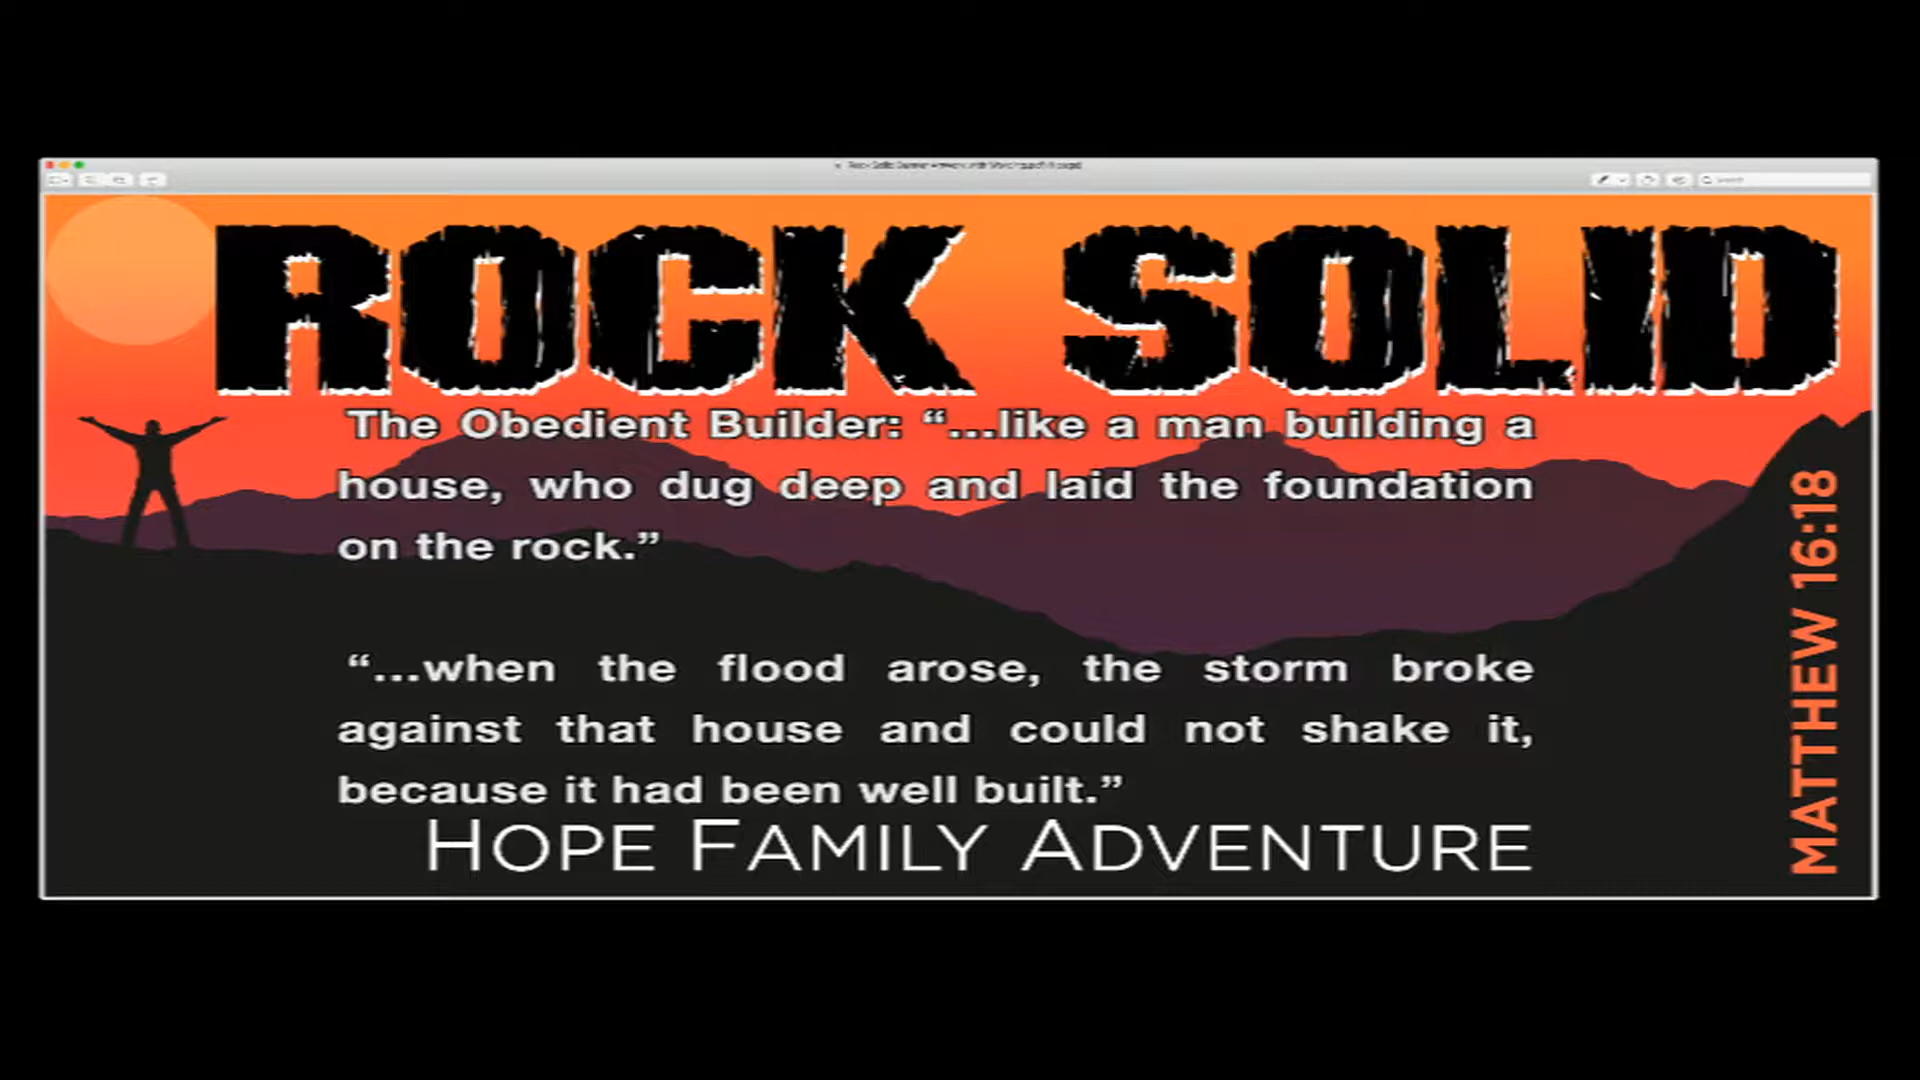 ROCK SOLID
The Obedient Builder: “...like a man building a
house, who dug deep and laid the foundation
on the rock.”
“...when the flood arose, the storm broke
against that house and could not shake it,
because it had been well built.”
HOPE FAMILY ADVENTURE
MATTHEW 16:18